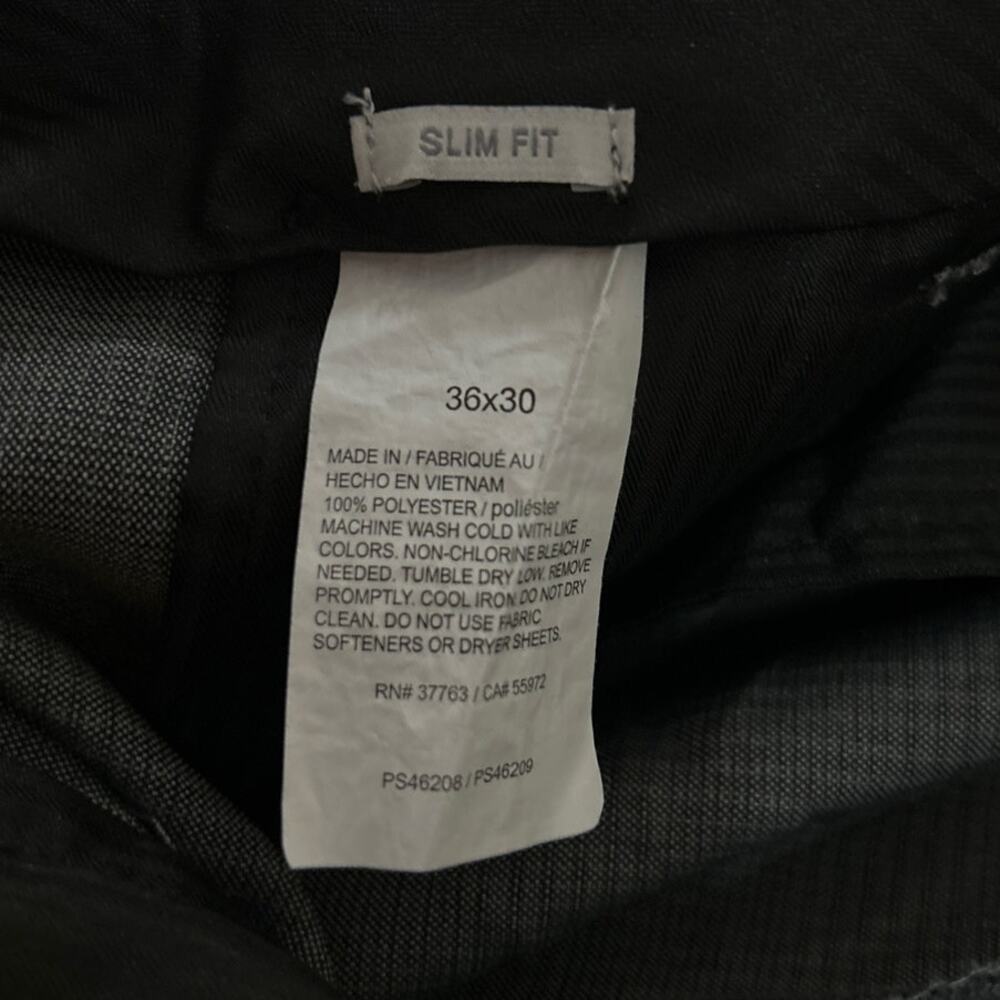 SLIM FIT
36x30
MADE IN / FABRIQUÉ AU /
HECHO EN VIETNAM
100% POLYESTER / poliéster
MACHINE WASH COLD WITH LIKE
COLORS. NON-CHLORINE BLEACH IF
NEEDED. TUMBLE DRY LOW. REMOVE
PROMPTLY. COOL IRON. DO NOT DRY
CLEAN. DO NOT USE FABRIC
SOFTENERS OR DRYER SHEETS.
RN# 37763 / CA# 55972
PS46208 / PS46209